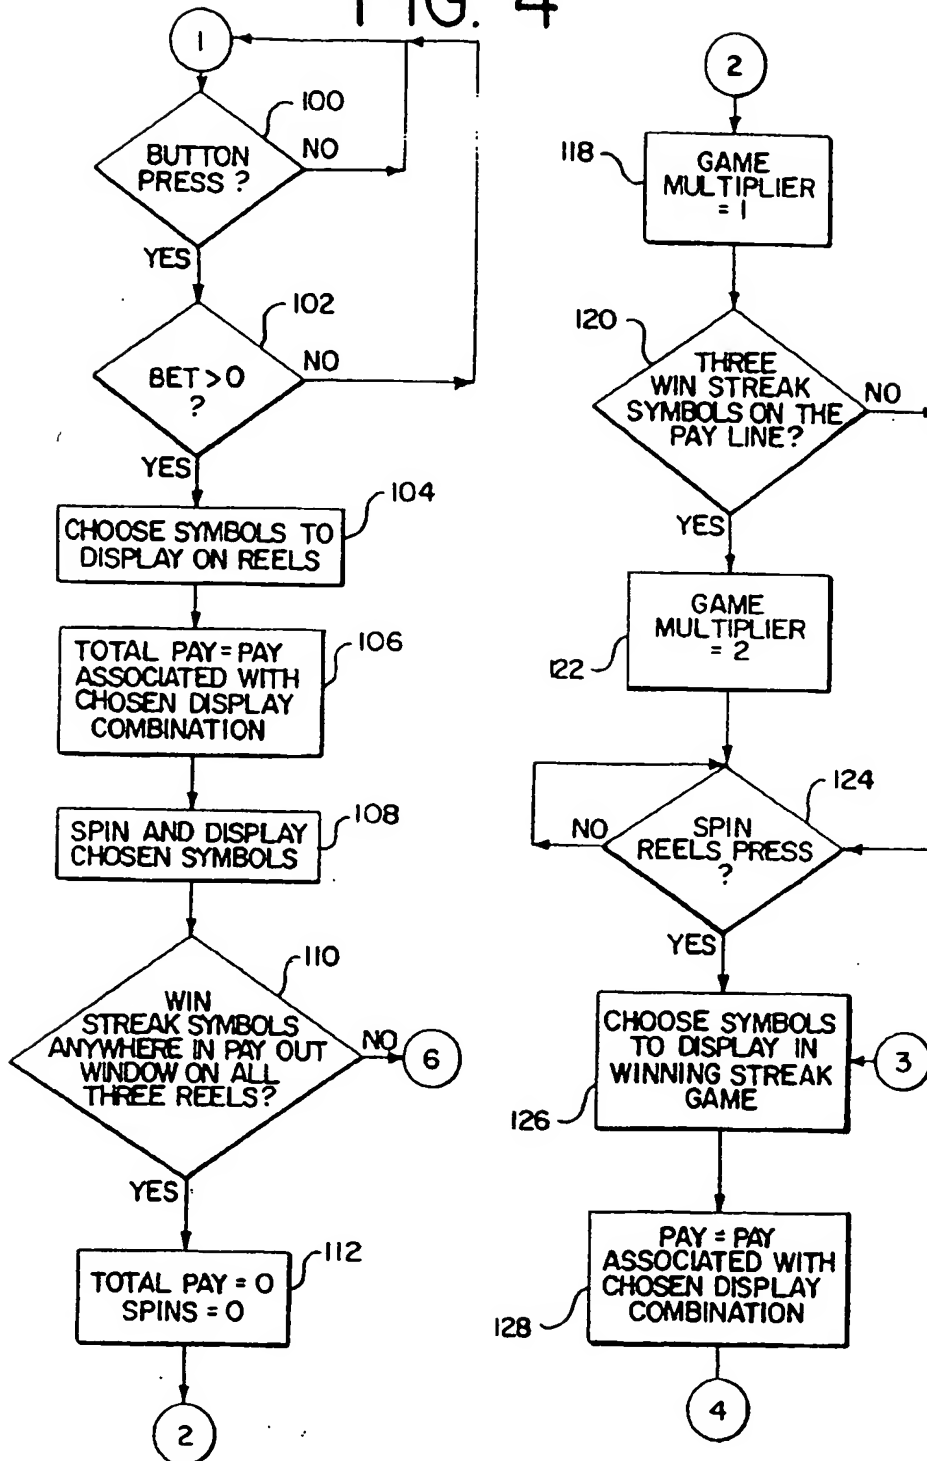 FIG. 4
1
100
BUTTON
PRESS ?
NO
YES
102
BET > 0
?
NO
YES
104
CHOOSE SYMBOLS TO
DISPLAY ON REELS
106
TOTAL PAY = PAY
ASSOCIATED WITH
CHOSEN DISPLAY
COMBINATION
108
SPIN AND DISPLAY
CHOSEN SYMBOLS
110
WIN
STREAK SYMBOLS
ANYWHERE IN PAY OUT
WINDOW ON ALL
THREE REELS?
NO
6
YES
112
TOTAL PAY = 0
SPINS = 0
2
2
118
GAME
MULTIPLIER
= 1
120
THREE
WIN STREAK
SYMBOLS ON THE
PAY LINE?
NO
YES
122
GAME
MULTIPLIER
= 2
124
SPIN
REELS PRESS
?
NO
YES
126
CHOOSE SYMBOLS
TO DISPLAY IN
WINNING STREAK
GAME
3
128
PAY = PAY
ASSOCIATED WITH
CHOSEN DISPLAY
COMBINATION
4